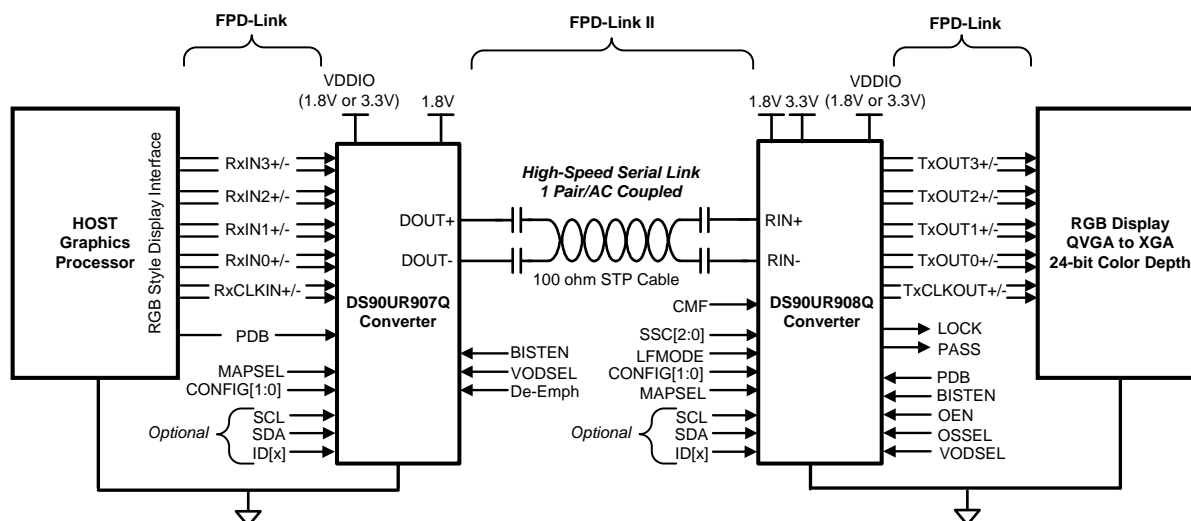 FPD-Link
FPD-Link II
FPD-Link
VDDIO
(1.8V or 3.3V)
1.8V
1.8V 3.3V
VDDIO
(1.8V or 3.3V)
HOST
Graphics
Processor
RGB Style Display Interface
RxIN3+/-
RxIN2+/-
RxIN1+/-
RxIN0+/-
RxCLKIN+/-
PDB
MAPSEL
CONFIG[1:0]
Optional
SCL
SDA
ID[x]
DOUT+
DOUT-
DS90UR907Q
Converter
BISTEN
VODSEL
De-Emph
High-Speed Serial Link
1 Pair/AC Coupled
100 ohm STP Cable
CMF
SSC[2:0]
LFMODE
CONFIG[1:0]
MAPSEL
Optional
SCL
SDA
ID[x]
RIN+
RIN-
DS90UR908Q
Converter
TxOUT3+/-
TxOUT2+/-
TxOUT1+/-
TxOUT0+/-
TxCLKOUT+/-
LOCK
PASS
PDB
BISTEN
OEN
OSSEL
VODSEL
RGB Display
QVGA to XGA
24-bit Color Depth